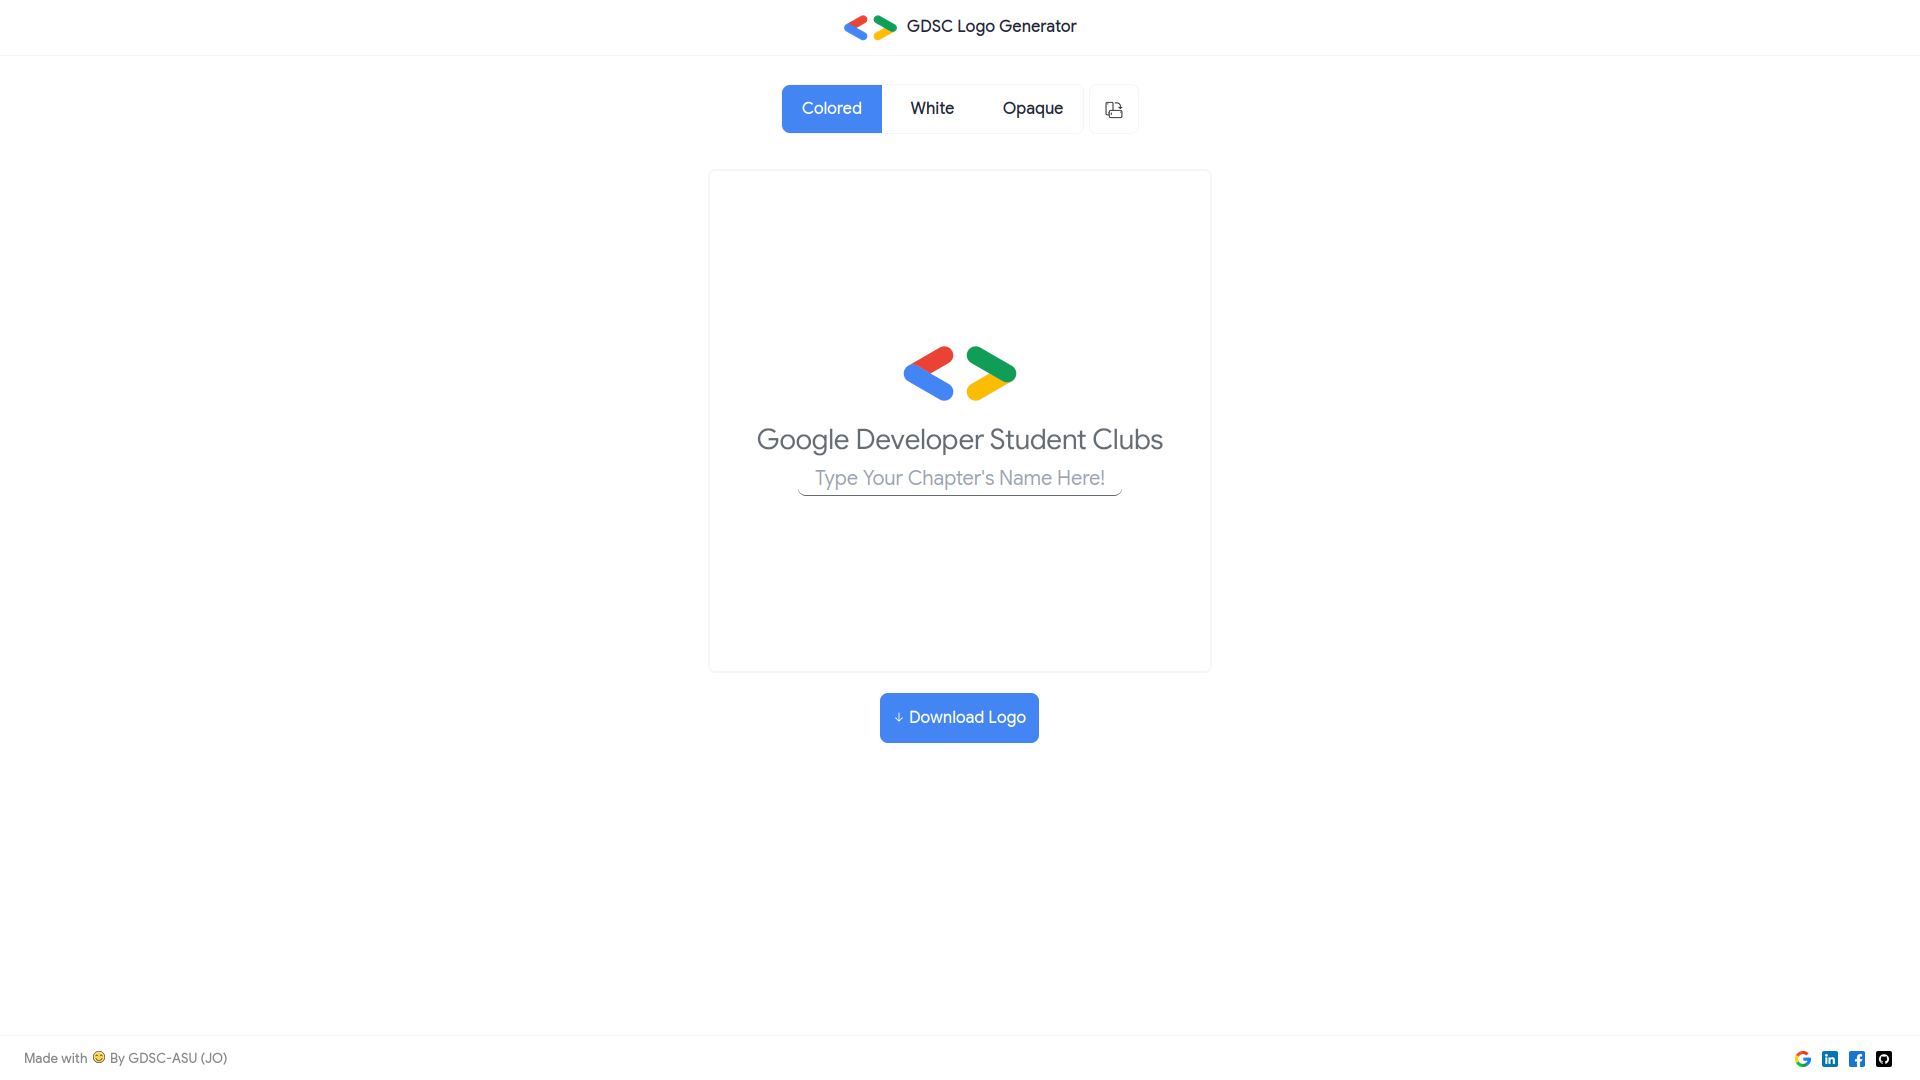 GDSC Logo Generator
Colored White Opaque
Google Developer Student Clubs
Type Your Chapter's Name Here!
↓ Download Logo
Made with 😊 By GDSC-ASU (JO)